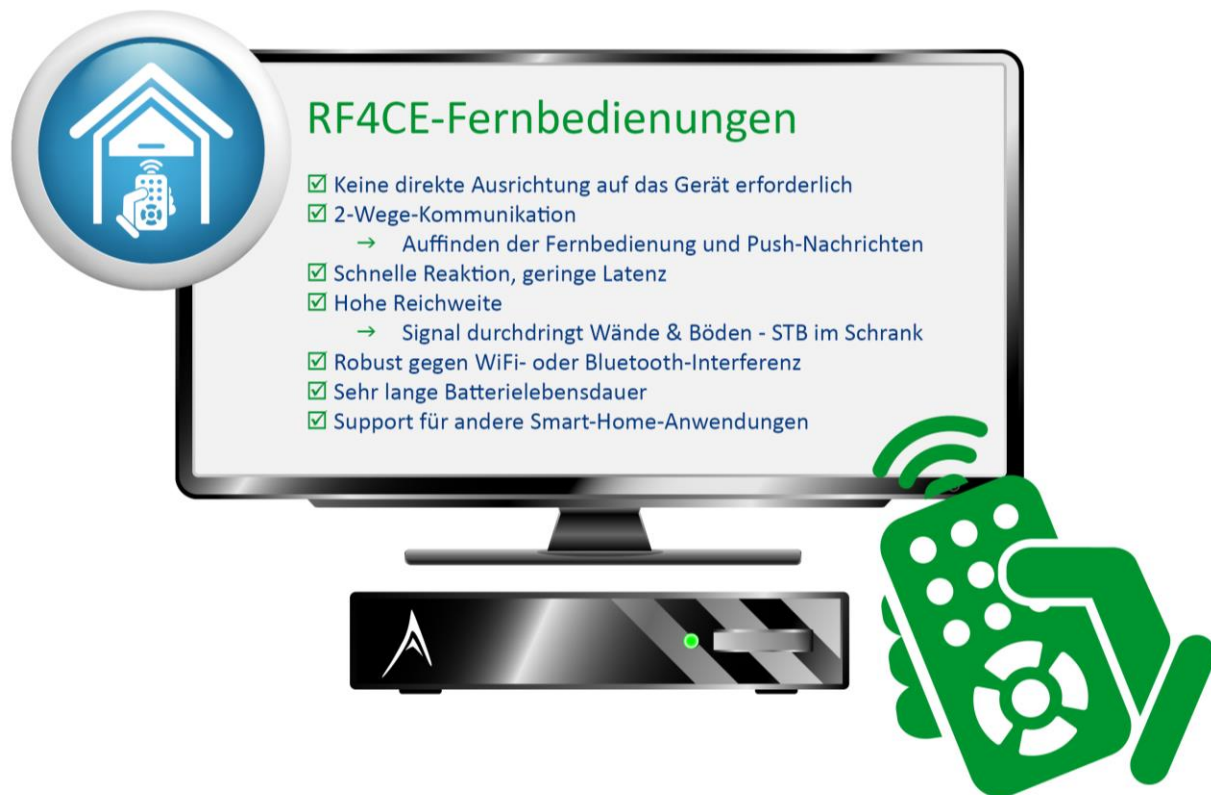 RF4CE-Fernbedienungen
☑ Keine direkte Ausrichtung auf das Gerät erforderlich
☑ 2-Wege-Kommunikation
→ Auffinden der Fernbedienung und Push-Nachrichten
☑ Schnelle Reaktion, geringe Latenz
☑ Hohe Reichweite
→ Signal durchdringt Wände & Böden - STB im Schrank
☑ Robust gegen WiFi- oder Bluetooth-Interferenz
☑ Sehr lange Batterielebensdauer
☑ Support für andere Smart-Home-Anwendungen